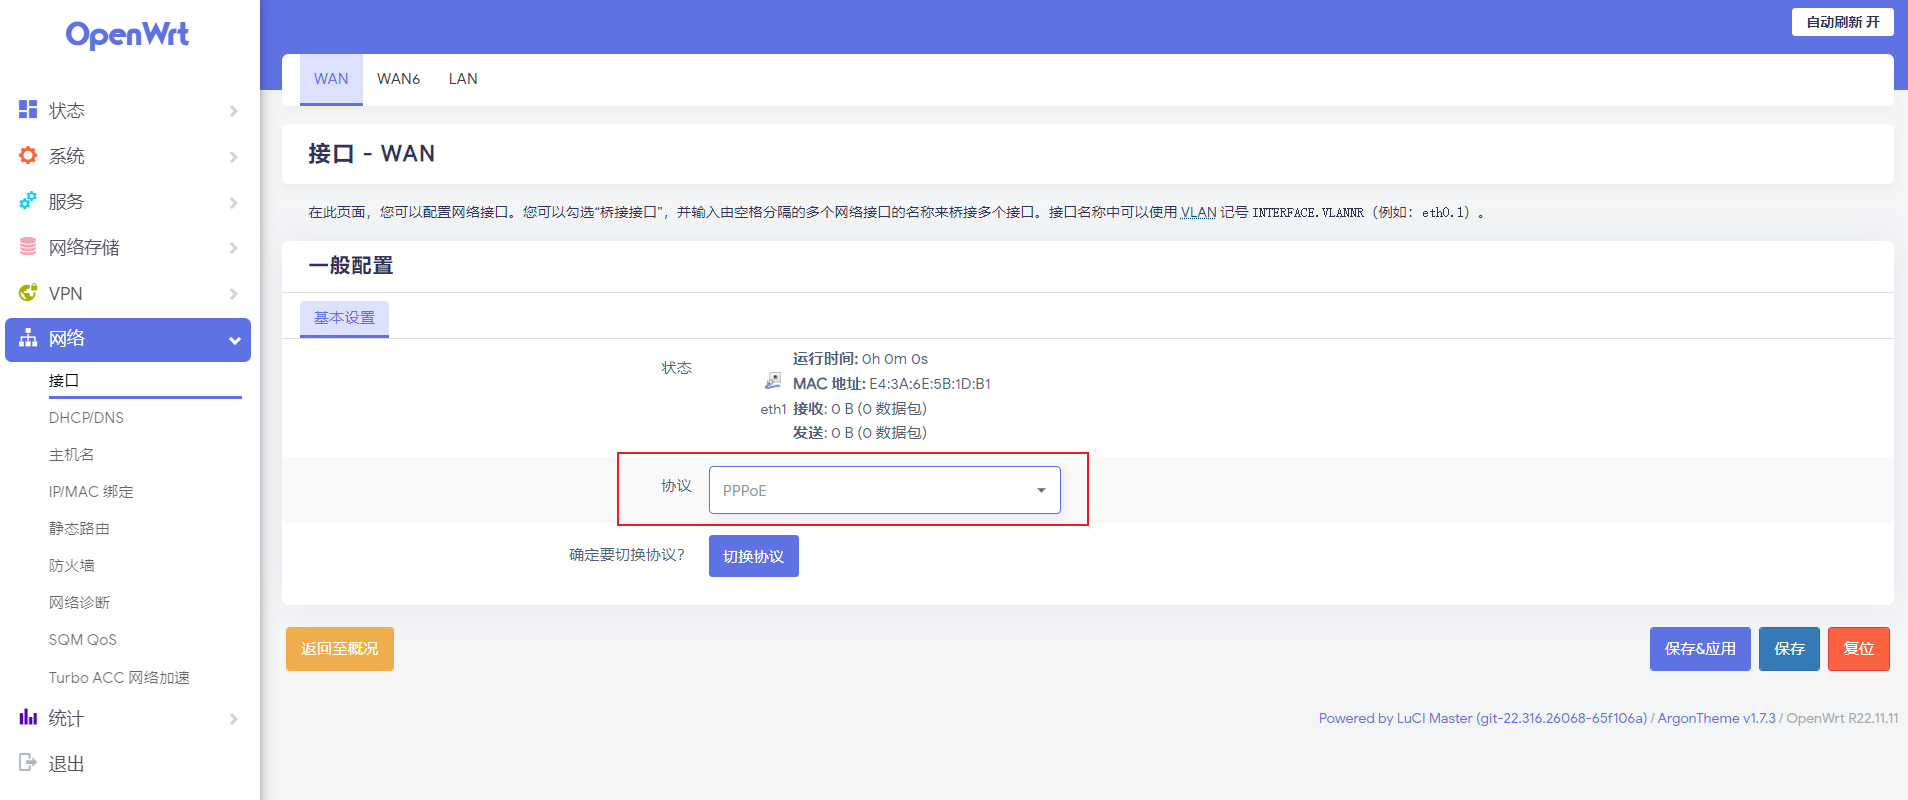 OpenWrt
状态
系统
服务
网络存储
VPN
网络
接口
DHCP/DNS
主机名
IP/MAC 绑定
静态路由
防火墙
网络诊断
SQM QoS
Turbo ACC 网络加速
统计
退出
自动刷新 开
WAN WAN6 LAN
接口 - WAN
在此页面，您可以配置网络接口。您可以勾选“桥接接口”，并输入由空格分隔的多个网络接口的名称来桥接多个接口。接口名称中可以使用 VLAN 记号 INTERFACE.VLANNR（例如：eth0.1）。
一般配置
基本设置
状态
运行时间: 0h 0m 0s
MAC 地址: E4:3A:6E:5B:1D:B1
eth1 接收: 0 B (0 数据包)
发送: 0 B (0 数据包)
协议 PPPoE
确定要切换协议？ 切换协议
返回至概况 保存&应用 保存 复位
Powered by LuCI Master (git-22.316.26068-65f106a) / ArgonTheme v1.7.3 / OpenWrt R22.11.11